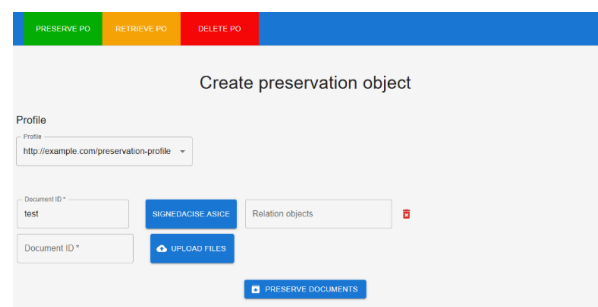 PRESERVE PO RETRIEVE PO DELETE PO
Create preservation object
Profile
Profile
http://example.com/preservation-profile
Document ID *
test SIGNEDACISE.ASICE Relation objects
Document ID * UPLOAD FILES
PRESERVE DOCUMENTS